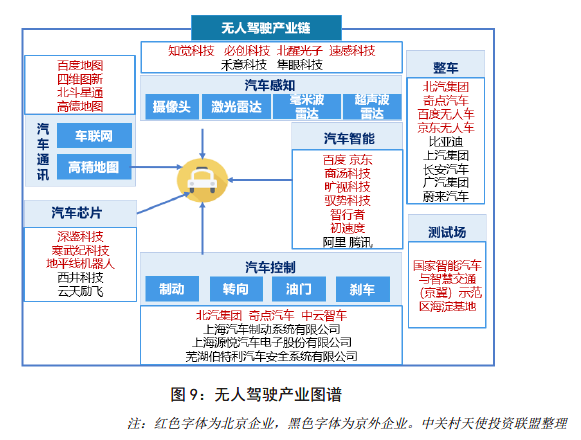 无人驾驶产业链
知觉科技 必创科技 北醒光子 速感科技
禾意科技 隼眼科技
汽车感知
摄像头
激光雷达
毫米波
雷达
超声波
雷达
百度地图
四维图新
北斗星通
高德地图
汽车通讯
车联网
高精地图
汽车芯片
深鉴科技
寒武纪科技
地平线机器人
西井科技
云天励飞
汽车智能
百度 京东
商汤科技
旷视科技
驭势科技
智行者
初速度
阿里 腾讯
汽车控制
制动
转向
油门
刹车
北汽集团 奇点汽车 中云智车
上海汽车制动系统有限公司
上海源悦汽车电子股份有限公司
芜湖伯特利汽车安全系统有限公司
整车
北汽集团
奇点汽车
百度无人车
京东无人车
比亚迪
上汽集团
长安汽车
广汽集团
蔚来汽车
测试场
国家智能汽车
与智慧交通
（京冀）示范
区海淀基地
图 9：无人驾驶产业图谱
注：红色字体为北京企业，黑色字体为京外企业。中关村天使投资联盟整理